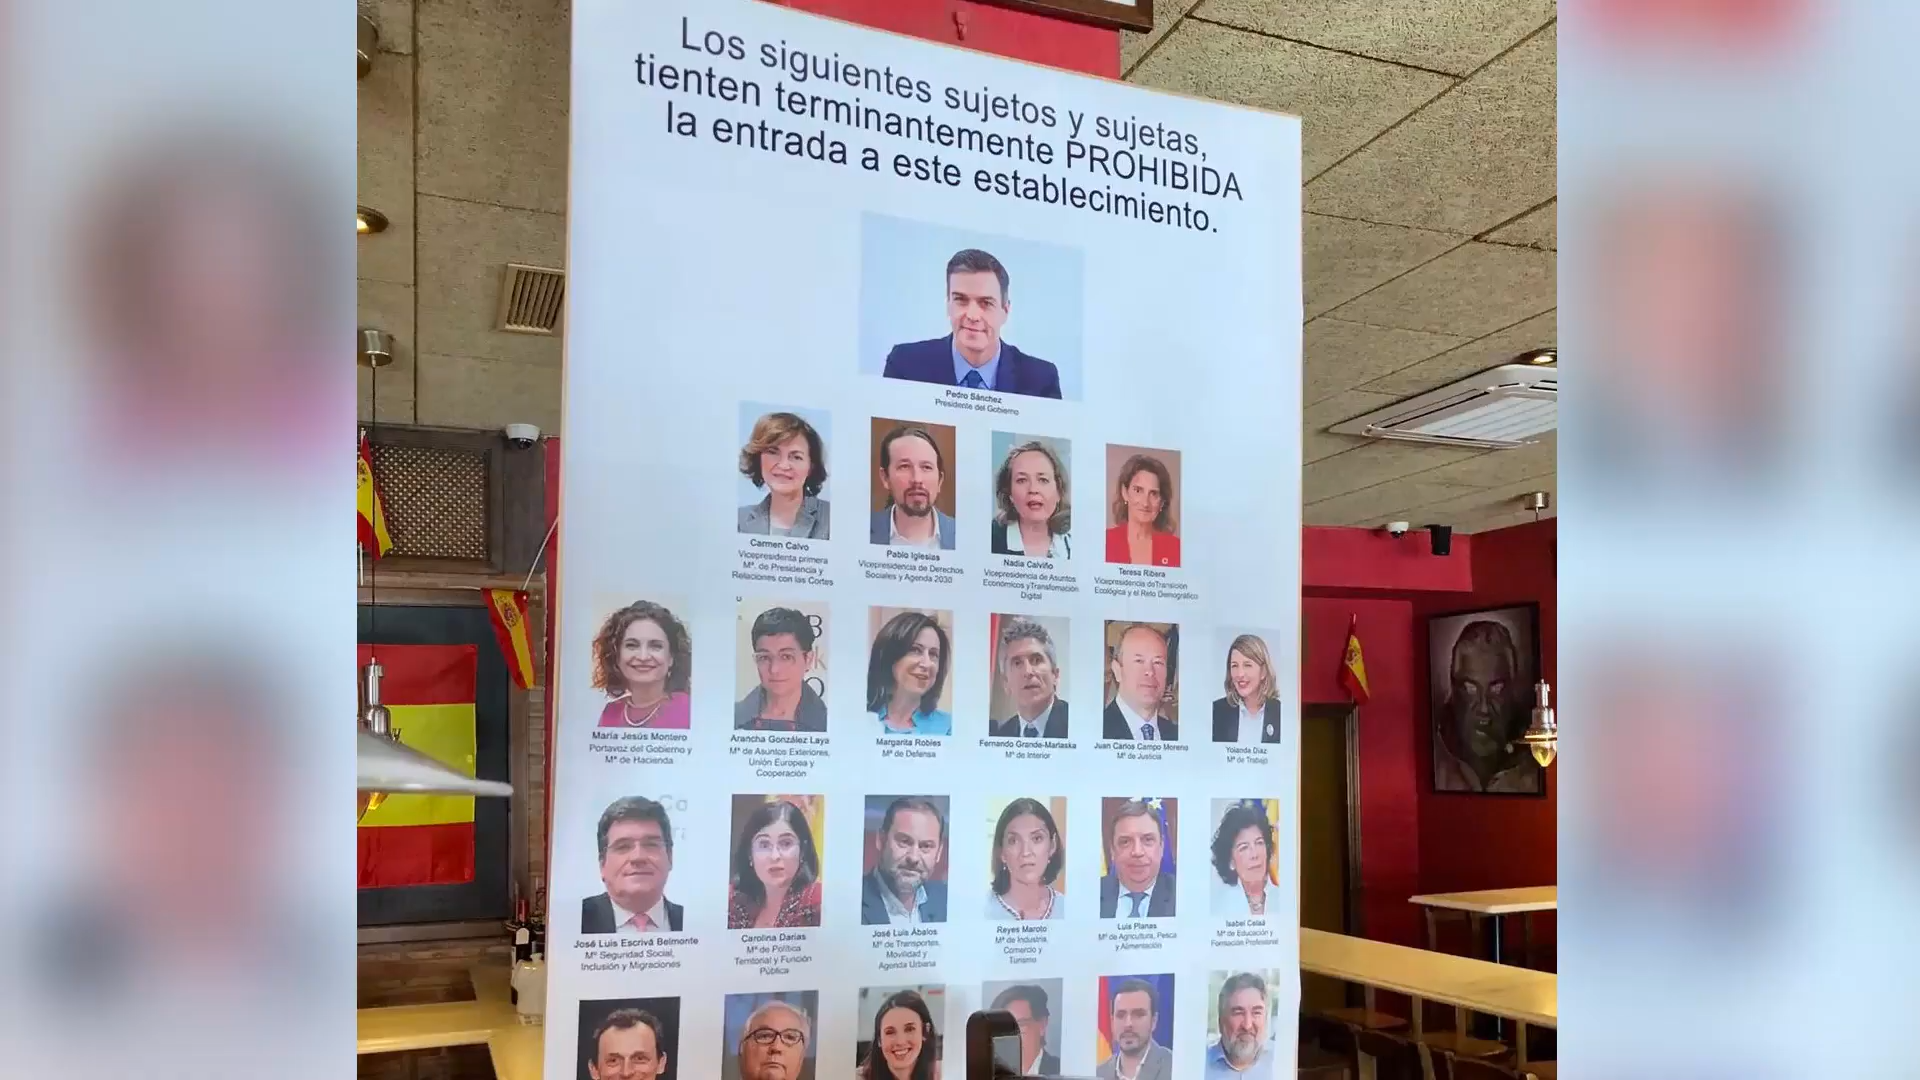 Los siguientes sujetos y sujetas,
tienten terminantemente PROHIBIDA
la entrada a este establecimiento.
Pedro Sánchez
Presidente del Gobierno
Carmen Calvo
Vicepresidenta primera
Mª. de Presidencia y
Relaciones con las Cortes
Pablo Iglesias
Vicepresidencia de Derechos
Sociales y Agenda 2030
Nadia Calviño
Vicepresidencia de Asuntos
Económicos yTransfomación
Digital
Teresa Ribera
Vicepresidencia deTransición
Ecológica y el Reto Demográfico
María Jesús Montero
Portavoz del Gobierno y
Mª de Hacienda
Arancha González Laya
Mª de Asuntos Exteriores,
Unión Europea y
Cooperación
Margarita Robles
Mª de Defensa
Fernando Grande-Marlaska
Mº de Interior
Juan Carlos Campo Moreno
Mº de Justicia
Yolanda Díaz
Mª de Trabajo
José Luis Escrivá Belmonte
Mº Seguridad Social,
Inclusión y Migraciones
Carolina Darias
Mª de Política
Territorial y Función
Pública
José Luis Ábalos
Mº de Transportes,
Movilidad y
Agenda Urbana
Reyes Maroto
Mª de Industria,
Comercio y
Turismo
Luis Planas
Mº de Agricultura, Pesca
y Alimentación
Isabel Celaá
Mª de Educación y
Formación Profesional